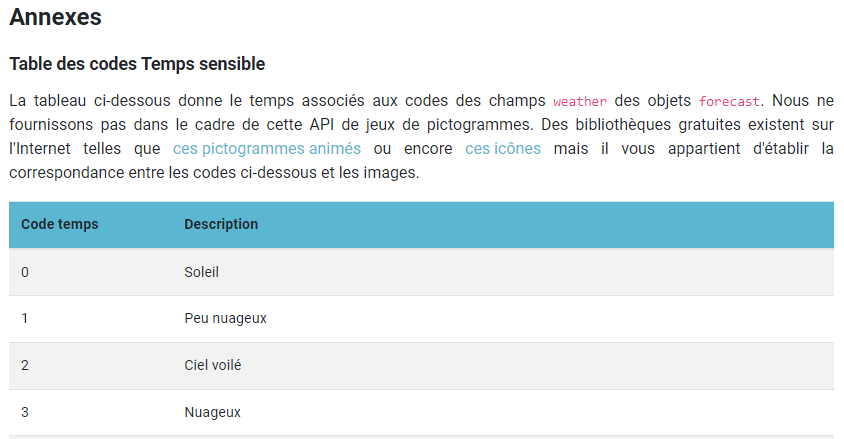 Annexes
Table des codes Temps sensible
La tableau ci-dessous donne le temps associés aux codes des champs weather des objets forecast. Nous ne
fournissons pas dans le cadre de cette API de jeux de pictogrammes. Des bibliothèques gratuites existent sur
l'Internet telles que ces pictogrammes animés ou encore ces icônes mais il vous appartient d'établir la
correspondance entre les codes ci-dessous et les images.
Code temps Description
0 Soleil
1 Peu nuageux
2 Ciel voilé
3 Nuageux